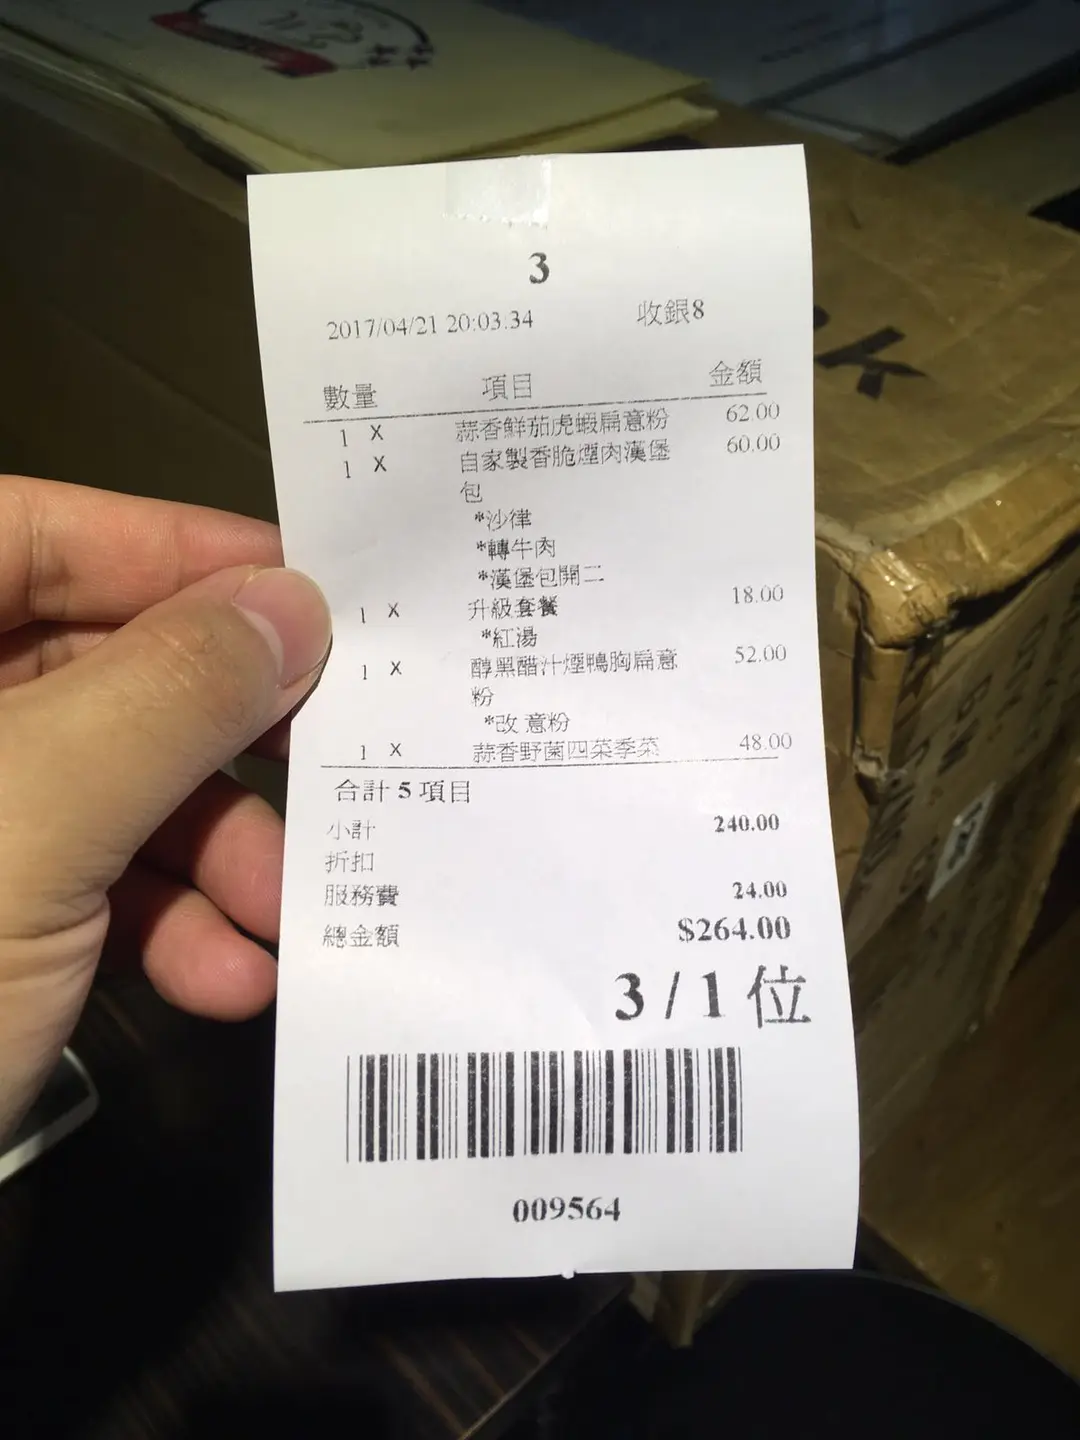 3
2017/04/21 20:03:34 收銀8
數量 項目 金額
1 X 蒜香鮮茄虎蝦扁意粉 62.00
1 X 自家製香脆煙肉漢堡 60.00
包
*沙律
*轉牛肉
*漢堡包開二
1 X 升級套餐 18.00
*紅湯
1 X 醇黑醋汁煙鴨胸扁意 52.00
粉
*改 意粉
1 X 蒜香野菌四菜季菜 48.00
合計 5 項目
小計 240.00
折扣
服務費 24.00
總金額 $264.00
3 / 1 位
009564